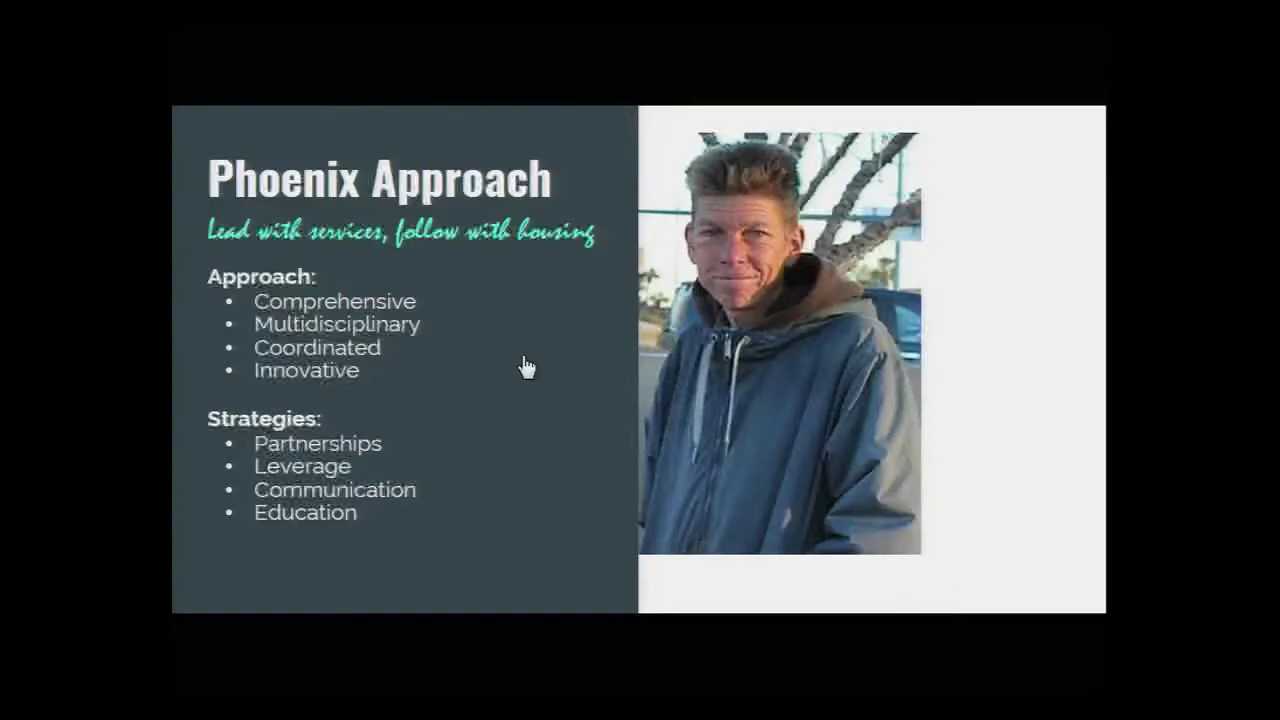 Phoenix Approach
Lead with services, follow with housing
Approach:
• Comprehensive
• Multidisciplinary
• Coordinated
• Innovative
Strategies:
• Partnerships
• Leverage
• Communication
• Education